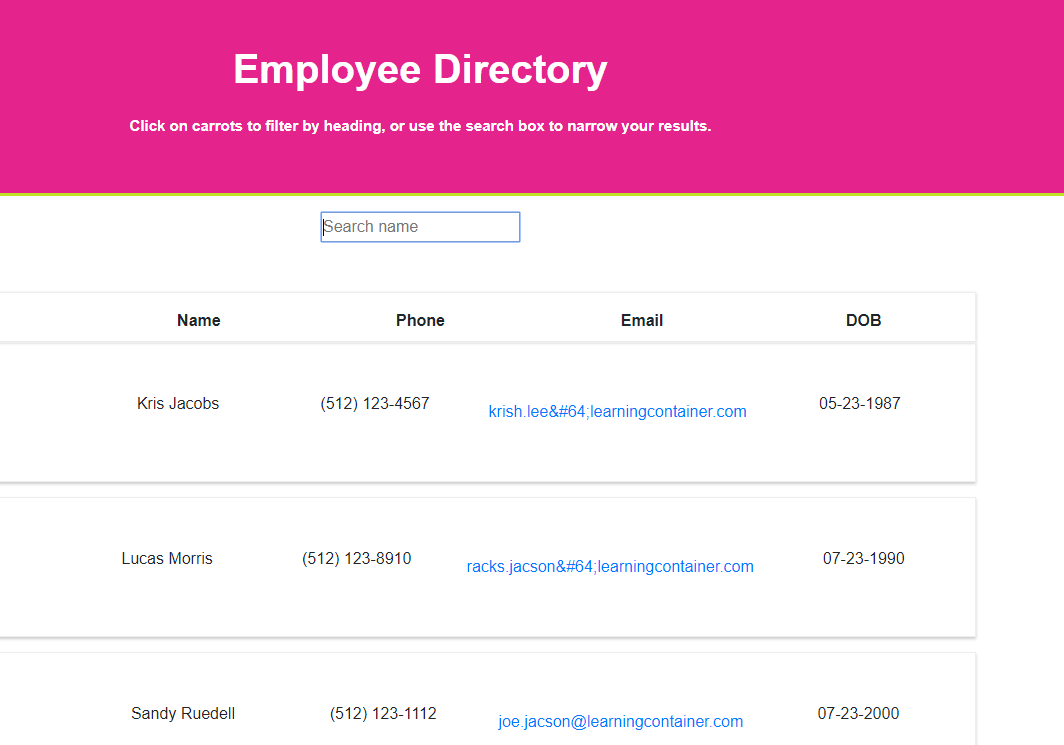 Employee Directory
Click on carrots to filter by heading, or use the search box to narrow your results.
Search name
Name Phone Email DOB
Kris Jacobs (512) 123-4567 krish.lee&#64;learningcontainer.com 05-23-1987
Lucas Morris (512) 123-8910 racks.jacson&#64;learningcontainer.com 07-23-1990
Sandy Ruedell (512) 123-1112 joe.jacson@learningcontainer.com 07-23-2000